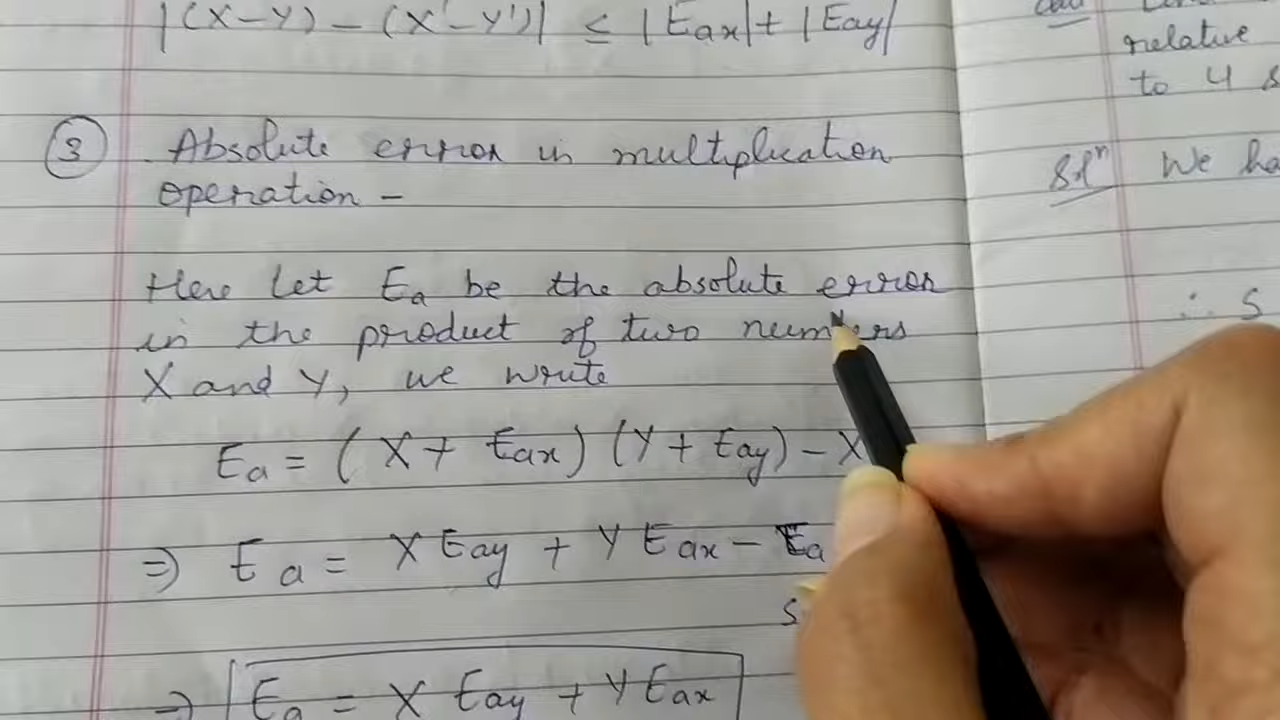 |(X-Y) - (X'-Y')| ≤ |Eax| + |Eay|
3 Absolute error in multiplication
operation -
Here let Ea be the absolute error
in the product of two numers
X and Y, we write
Ea = (X + Eax) (Y + Eay) - X
⇒ Ea = X Eay + Y Eax - Ea
⇒ Ea = X Eay + Y Eax
relative
to 4 s
Solⁿ We ha
∴ S